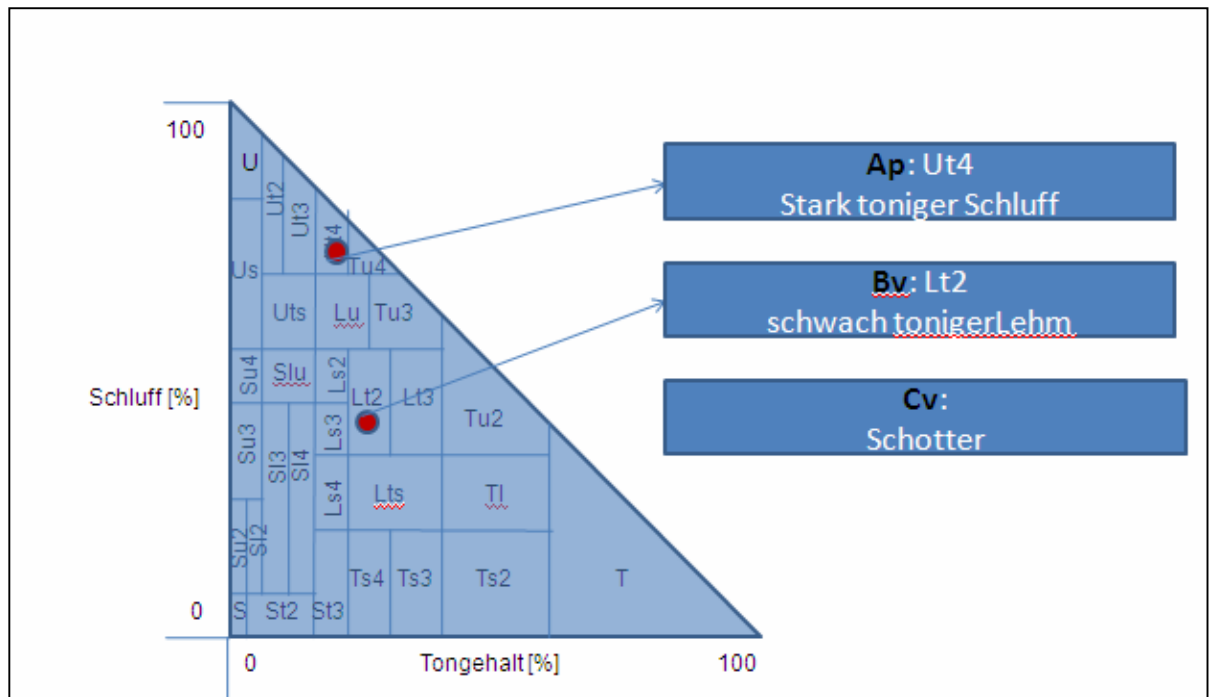 100
U
Ut2
Ut3
Tu4
Us
Uts
Lu
Tu3
Su4
Slu
Ls2
Schluff [%]
Lt2
Lt3
Su3
Sl3
Sl4
Ls3
Tu2
Ls4
Lts
Tl
Su2
Sl2
Ts4
Ts3
Ts2
T
0
S
St2
St3
0
Tongehalt [%]
100
Ap: Ut4
Stark toniger Schluff
Bv: Lt2
schwach tonigerLehm
Cv:
Schotter